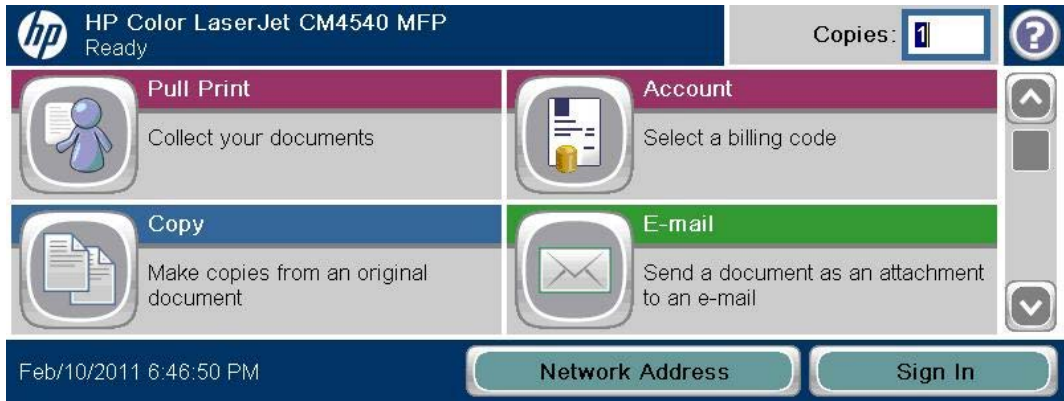 hp
HP Color LaserJet CM4540 MFP
Ready
Copies: 1
?
Pull Print
Collect your documents
Account
Select a billing code
Copy
Make copies from an original
document
E-mail
Send a document as an attachment
to an e-mail
Feb/10/2011 6:46:50 PM
Network Address
Sign In